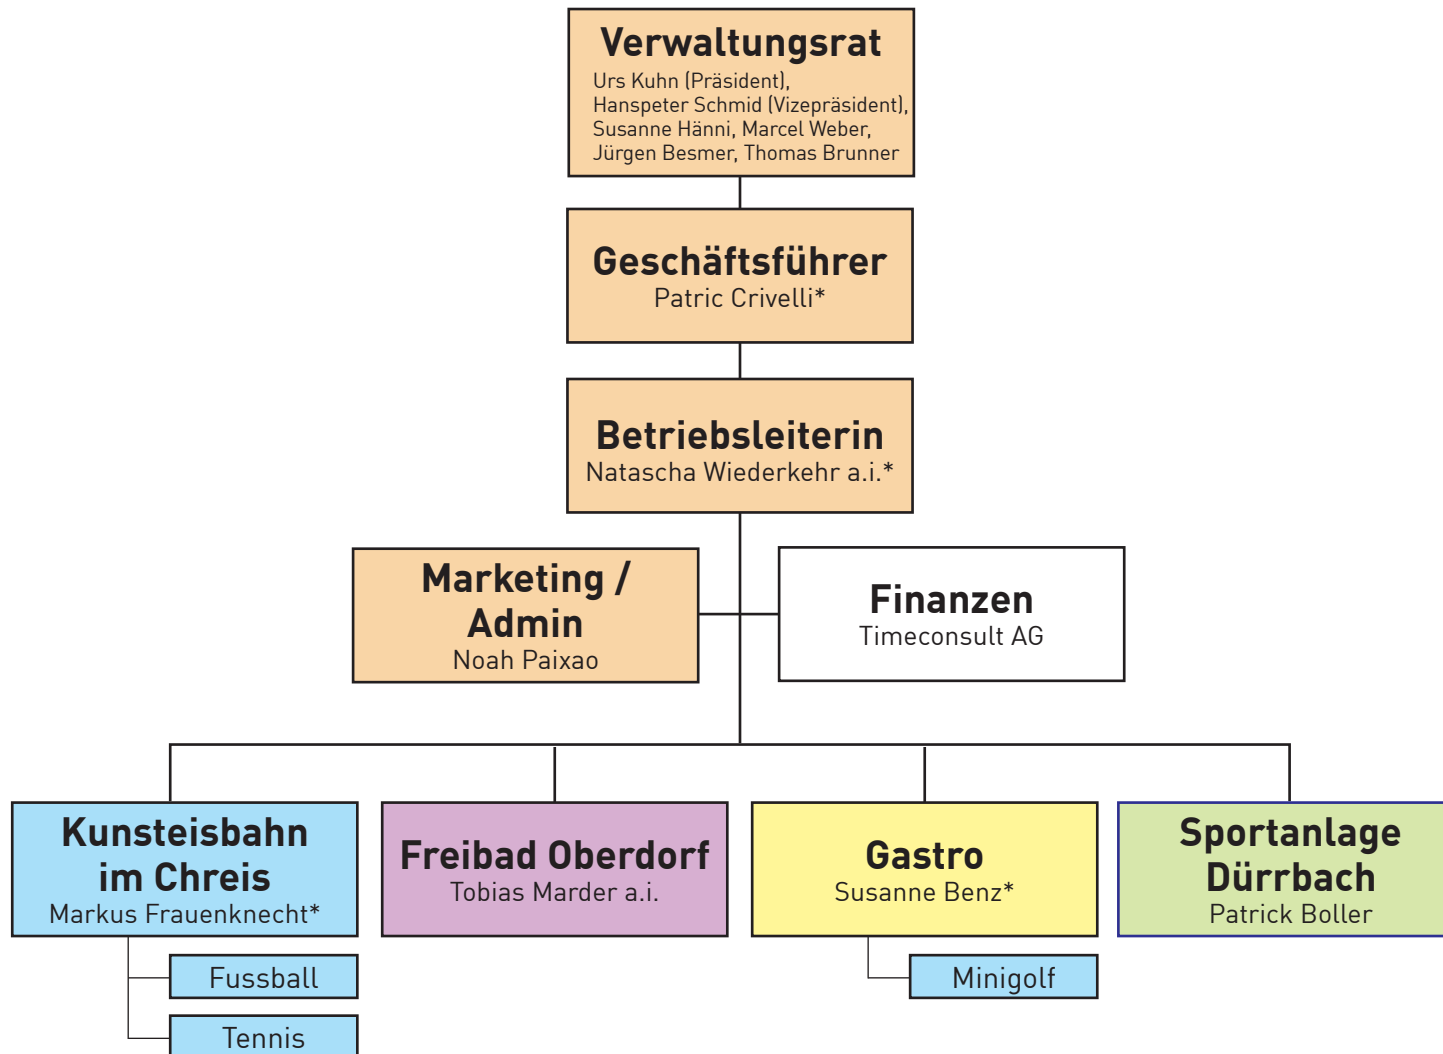 Verwaltungsrat
Urs Kuhn (Präsident),
Hanspeter Schmid (Vizepräsident),
Susanne Hänni, Marcel Weber,
Jürgen Besmer, Thomas Brunner
Geschäftsführer
Patric Crivelli*
Betriebsleiterin
Natascha Wiederkehr a.i.*
Marketing /
Admin
Noah Paixao
Finanzen
Timeconsult AG
Kunsteisbahn
im Chreis
Markus Frauenknecht*
Fussball
Tennis
Freibad Oberdorf
Tobias Marder a.i.
Gastro
Susanne Benz*
Minigolf
Sportanlage
Dürrbach
Patrick Boller